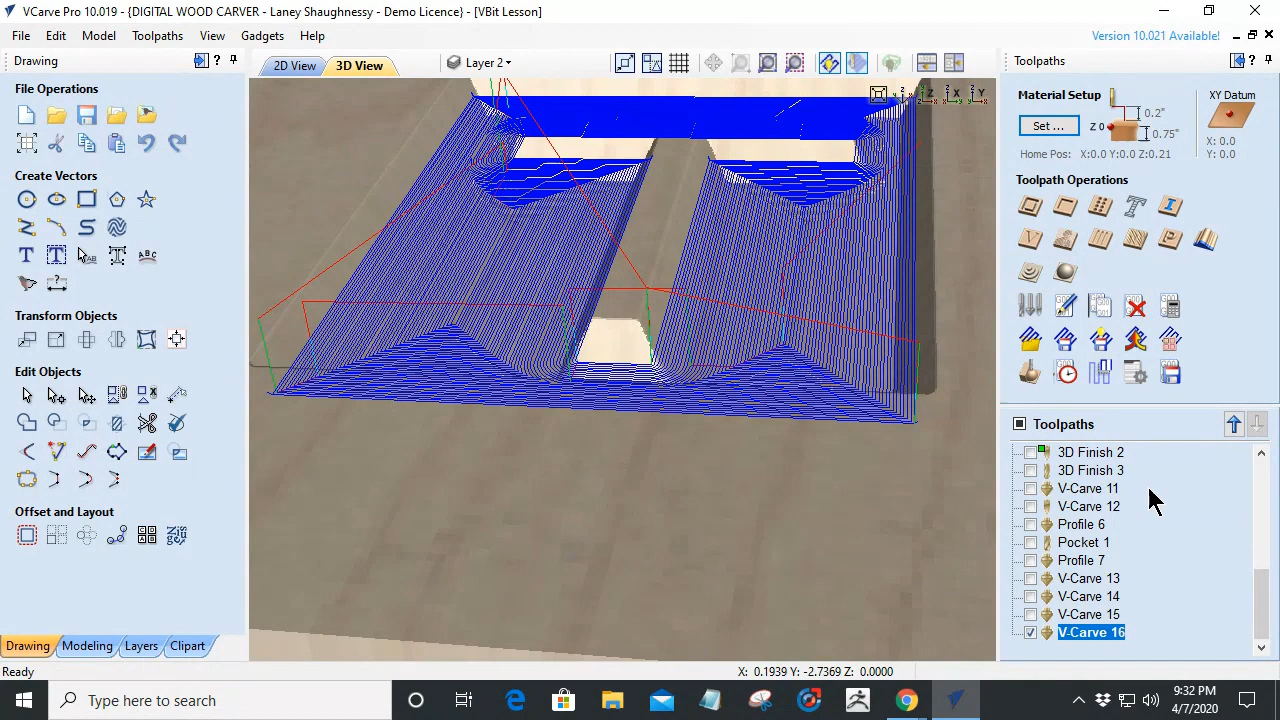 VCarve Pro 10.019 - {DIGITAL WOOD CARVER - Laney Shaughnessy - Demo Licence} - [VBit Lesson]
File Edit Model Toolpaths View Gadgets Help
Version 10.021 Available!
Drawing
2D View 3D View Layer 2
Toolpaths
File Operations
Create Vectors
Transform Objects
Edit Objects
Offset and Layout
Drawing Modeling Layers Clipart
Material Setup
Set ...
Z 0
0.2"
0.75"
XY Datum
X: 0.0
Y: 0.0
Home Pos: X:0.0 Y:0.0 Z:0.21
Toolpath Operations
Toolpaths
3D Finish 2
3D Finish 3
V-Carve 11
V-Carve 12
Profile 6
Pocket 1
Profile 7
V-Carve 13
V-Carve 14
V-Carve 15
V-Carve 16
Ready
X: 0.1939 Y: -2.7369 Z: 0.0000
Type here to search
9:32 PM
4/7/2020